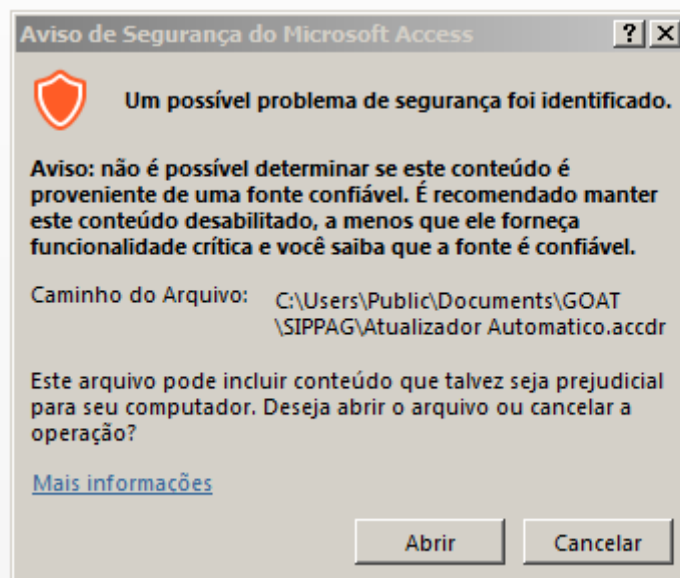 Aviso de Segurança do Microsoft Access
Um possível problema de segurança foi identificado.
Aviso: não é possível determinar se este conteúdo é
proveniente de uma fonte confiável. É recomendado manter
este conteúdo desabilitado, a menos que ele forneça
funcionalidade crítica e você saiba que a fonte é confiável.
Caminho do Arquivo: C:\Users\Public\Documents\GOAT
\SIPPAG\Atualizador Automatico.accdr
Este arquivo pode incluir conteúdo que talvez seja prejudicial
para seu computador. Deseja abrir o arquivo ou cancelar a
operação?
Mais informações
Abrir Cancelar